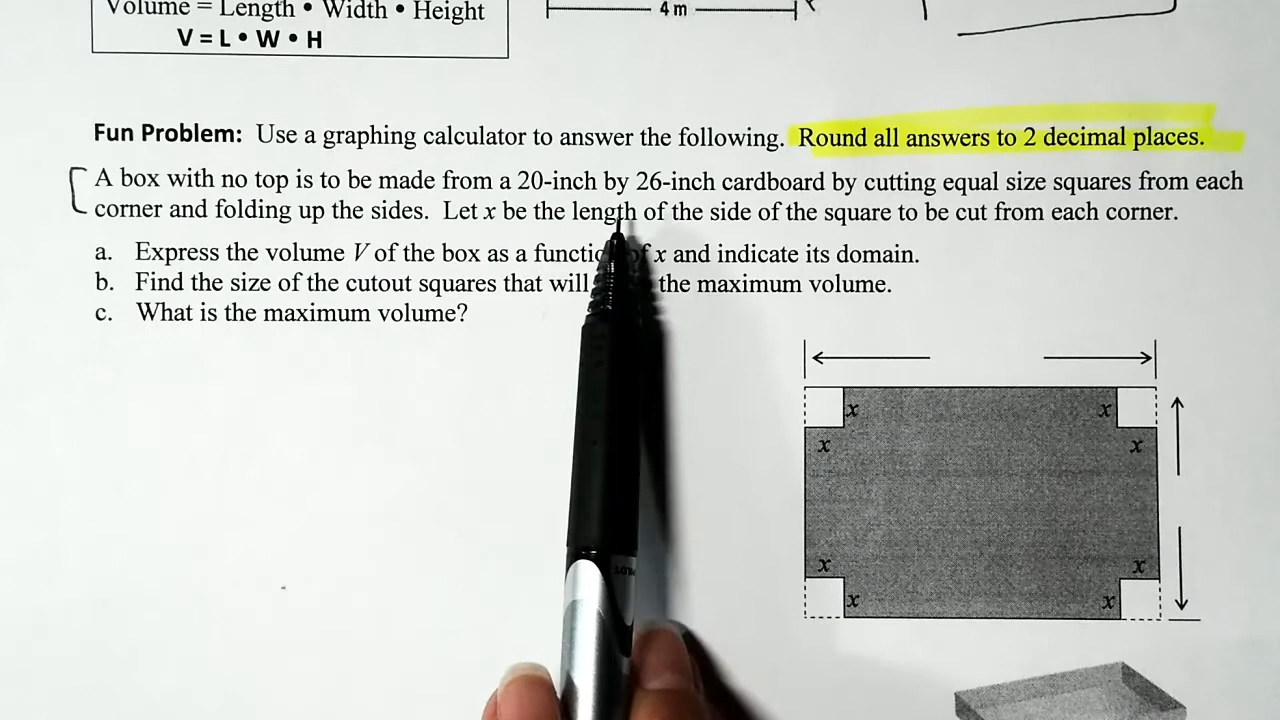 Volume = Length • Width • Height
V = L • W • H
4 m
Fun Problem: Use a graphing calculator to answer the following. Round all answers to 2 decimal places.
A box with no top is to be made from a 20-inch by 26-inch cardboard by cutting equal size squares from each
corner and folding up the sides. Let x be the length of the side of the square to be cut from each corner.
a. Express the volume V of the box as a functio of x and indicate its domain.
b. Find the size of the cutout squares that will the maximum volume.
c. What is the maximum volume?
x x
x x
x x
x x